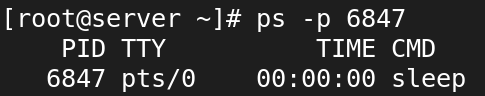 [root@server ~]# ps -p 6847
    PID TTY          TIME CMD
   6847 pts/0    00:00:00 sleep